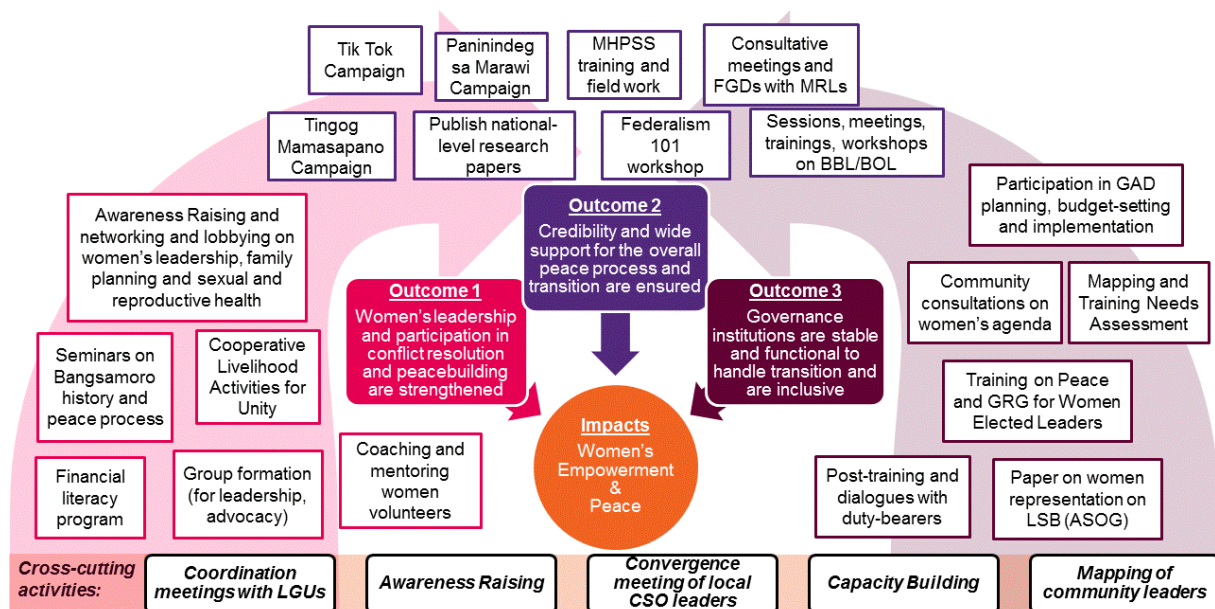 Tik Tok
Campaign
Paninindeg
sa Marawi
Campaign
MHPSS
training and
field work
Consultative
meetings and
FGDs with MRLs
Tingog
Mamasapano
Campaign
Publish national-
level research
papers
Federalism
101
workshop
Sessions, meetings,
trainings, workshops
on BBL/BOL
Awareness Raising and
networking and lobbying on
women's leadership, family
planning and sexual and
reproductive health
Seminars on
Bangsamoro
history and
peace process
Cooperative
Livelihood
Activities for
Unity
Financial
literacy
program
Group formation
(for leadership,
advocacy)
Coaching and
mentoring
women
volunteers
Outcome 1
Women's leadership
and participation in
conflict resolution
and peacebuilding
are strengthened
Outcome 2
Credibility and wide
support for the overall
peace process and
transition are ensured
Outcome 3
Governance
institutions are stable
and functional to
handle transition and
are inclusive
Impacts
Women's
Empowerment
&
Peace
Participation in GAD
planning, budget-setting
and implementation
Community
consultations on
women's agenda
Mapping and
Training Needs
Assessment
Training on Peace
and GRG for Women
Elected Leaders
Post-training and
dialogues with
duty-bearers
Paper on women
representation on
LSB (ASOG)
Cross-cutting
activities:
Coordination
meetings with LGUs
Awareness Raising
Convergence
meeting of local
CSO leaders
Capacity Building
Mapping of
community leaders